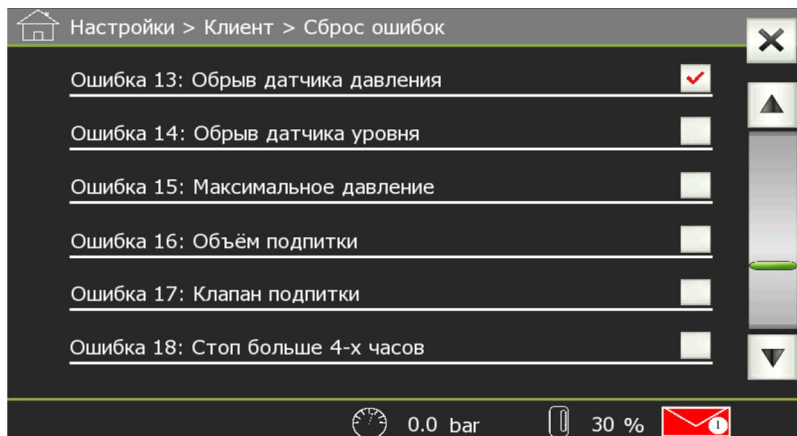 Настройки > Клиент > Сброс ошибок
Ошибка 13: Обрыв датчика давления
Ошибка 14: Обрыв датчика уровня
Ошибка 15: Максимальное давление
Ошибка 16: Объём подпитки
Ошибка 17: Клапан подпитки
Ошибка 18: Стоп больше 4-х часов
0.0 bar 30 % 1